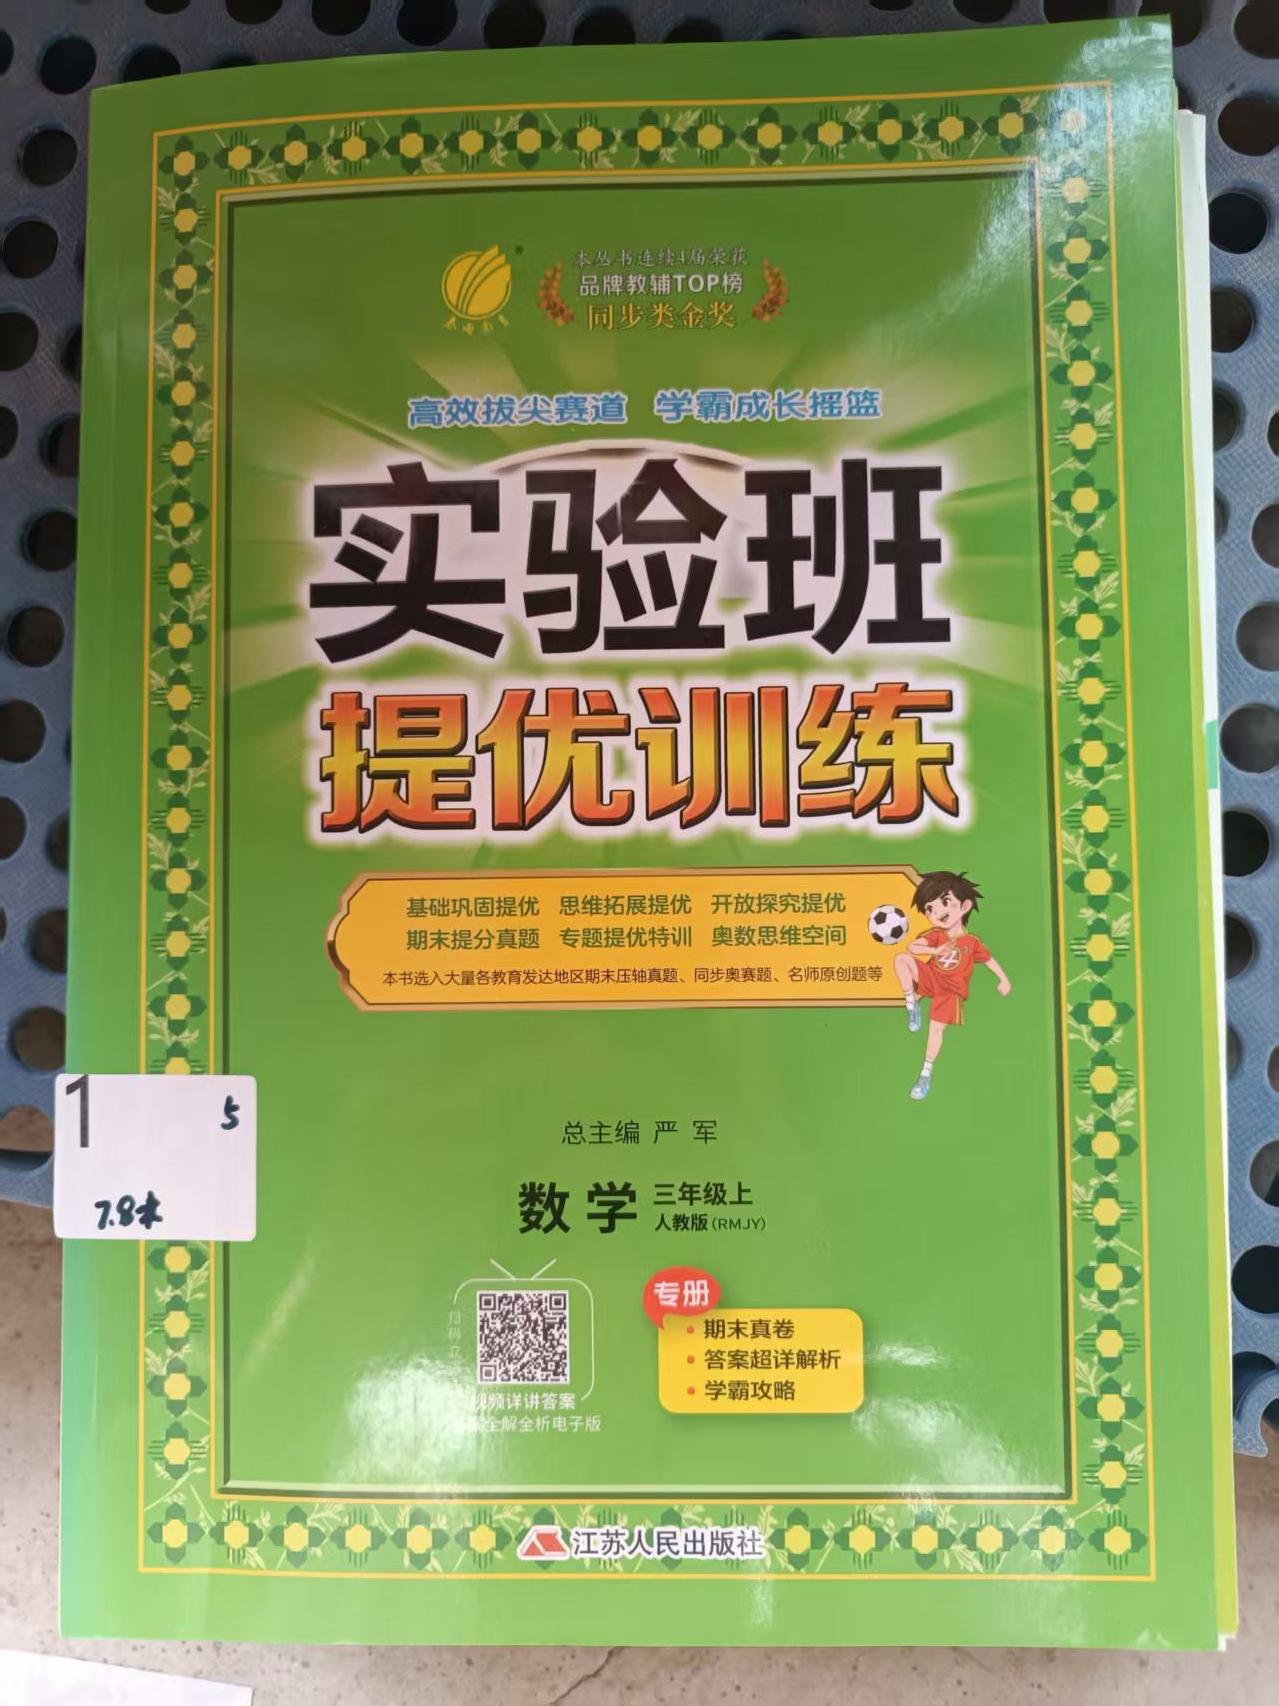 本丛书连续4届荣获
品牌教辅TOP榜
同步类金奖
春雨教育
高效拔尖赛道 学霸成长摇篮
实验班
提优训练
基础巩固提优 思维拓展提优 开放探究提优
期末提分真题 专题提优特训 奥数思维空间
本书选入大量各教育发达地区期末压轴真题、同步奥赛题、名师原创题等
4
总主编 严 军
1
5
7.8本
数学 三年级上
人教版(RMJY)
扫码
视频详讲答案
全解全析电子版
专册
• 期末真卷
• 答案超详解析
• 学霸攻略
江苏人民出版社